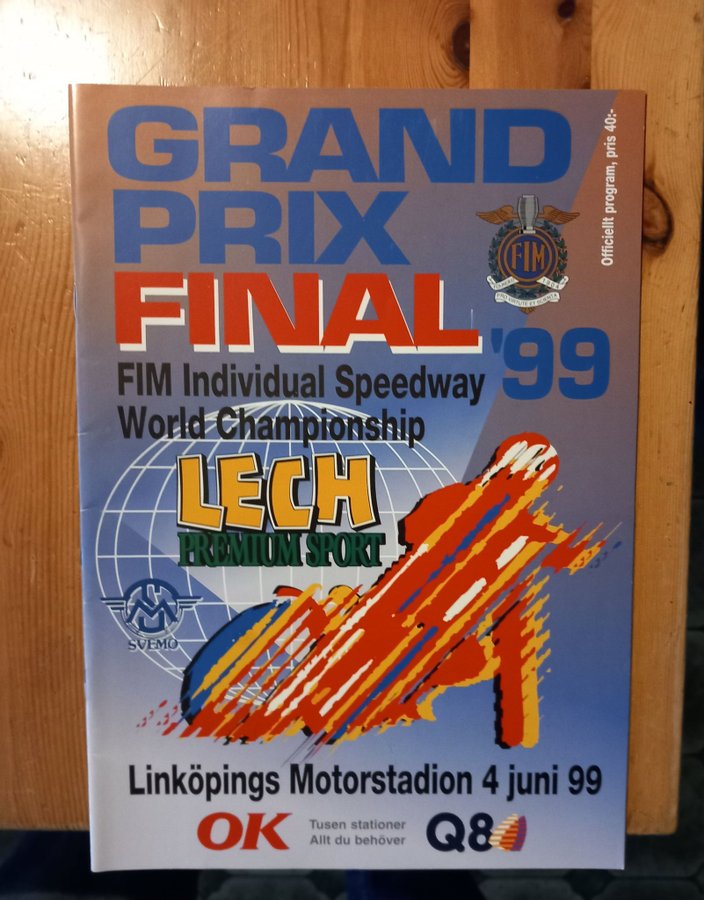 GRAND
PRIX
FINAL
'99
Officiellt program, pris 40:-
FIM
FIM Individual Speedway
World Championship
LECH
PREMIUM SPORT
SVEMO
Linköpings Motorstadion 4 juni 99
OK
Tusen stationer
Allt du behöver
Q8